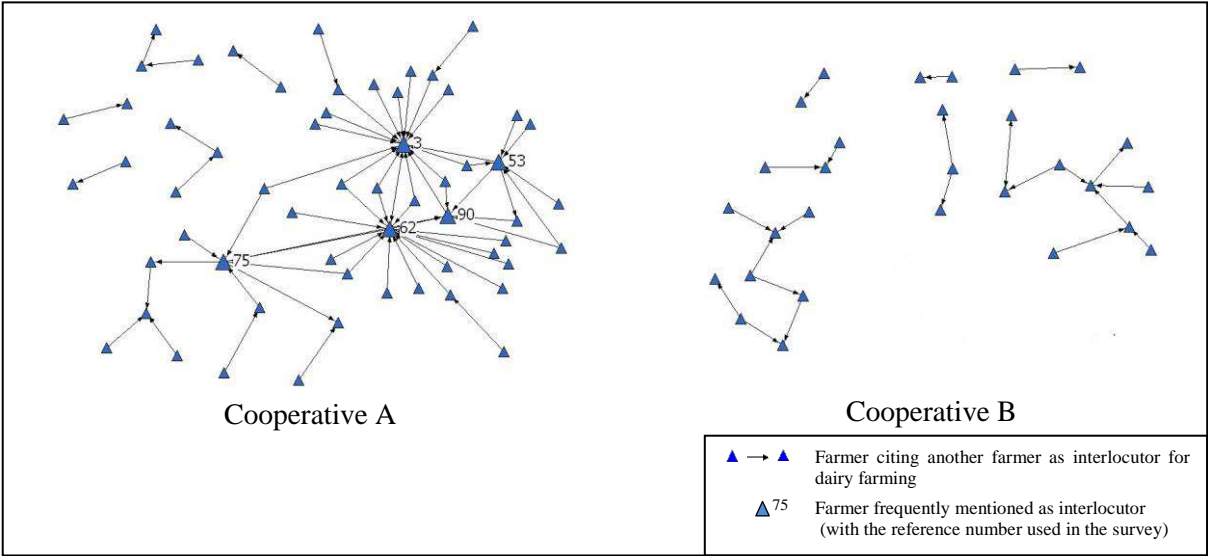 3
53
90
62
75
Cooperative A
Cooperative B
Farmer citing another farmer as interlocutor for
dairy farming
75 Farmer frequently mentioned as interlocutor
(with the reference number used in the survey)